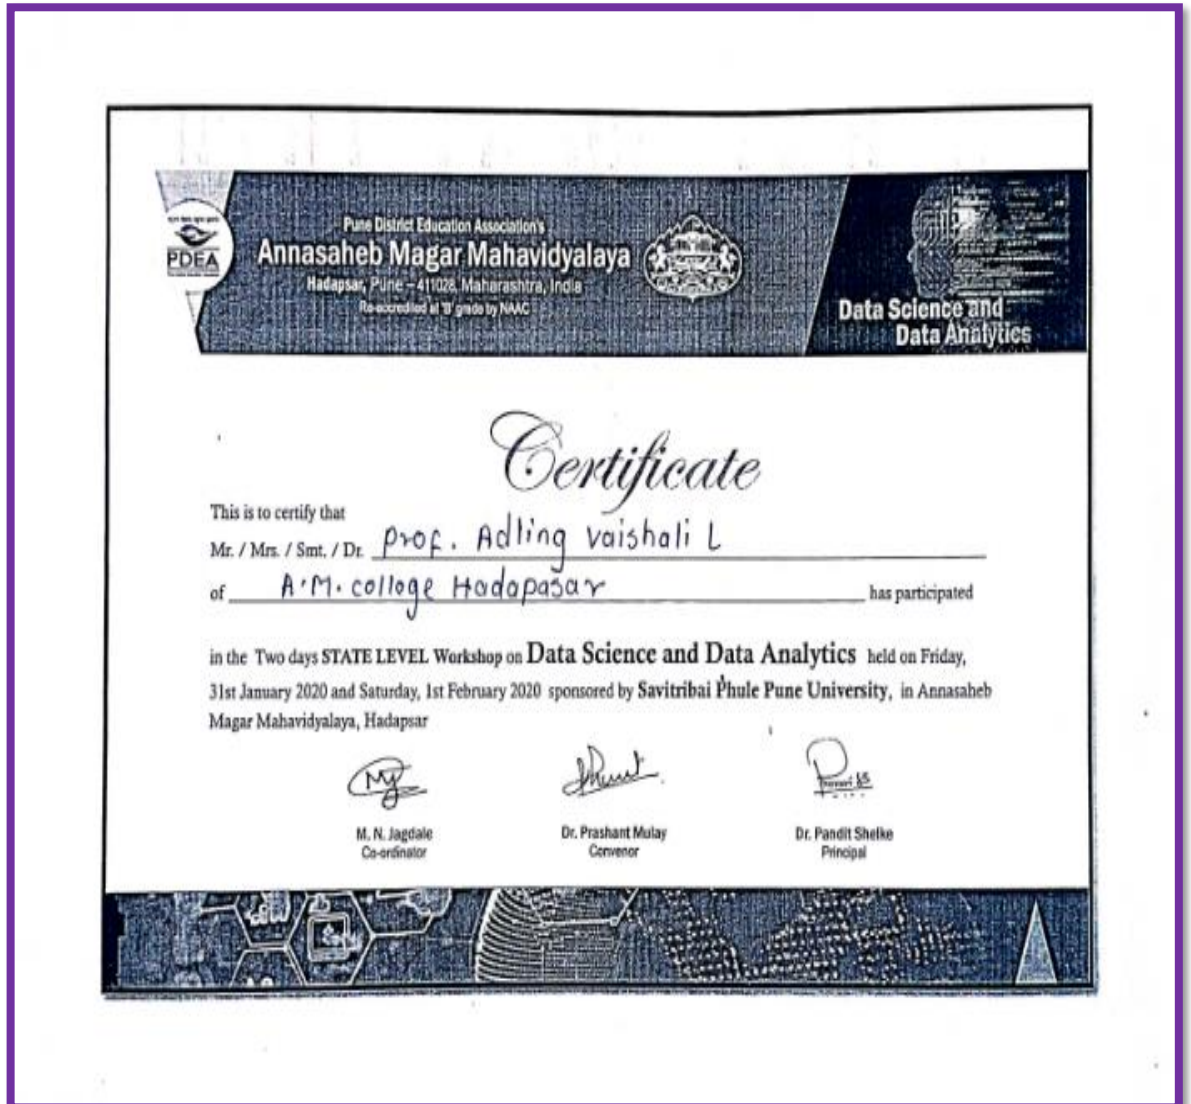 PDEA
Pune District Education Association's
Annasaheb Magar Mahavidyalaya
Hadapsar, Pune – 411028, Maharashtra, India
Re-accredited at 'B' grade by NAAC
Data Science and
Data Analytics
Certificate
This is to certify that
Mr. / Mrs. / Smt. / Dr. Prof. Adling Vaishali L
of A.M. colloge Hadapasar has participated
in the Two days STATE LEVEL Workshop on Data Science and Data Analytics held on Friday,
31st January 2020 and Saturday, 1st February 2020 sponsored by Savitribai Phule Pune University, in Annasaheb
Magar Mahavidyalaya, Hadapsar
M. N. Jagdale
Co-ordinator
Dr. Prashant Mulay
Convenor
Dr. Pandit Shelke
Principal